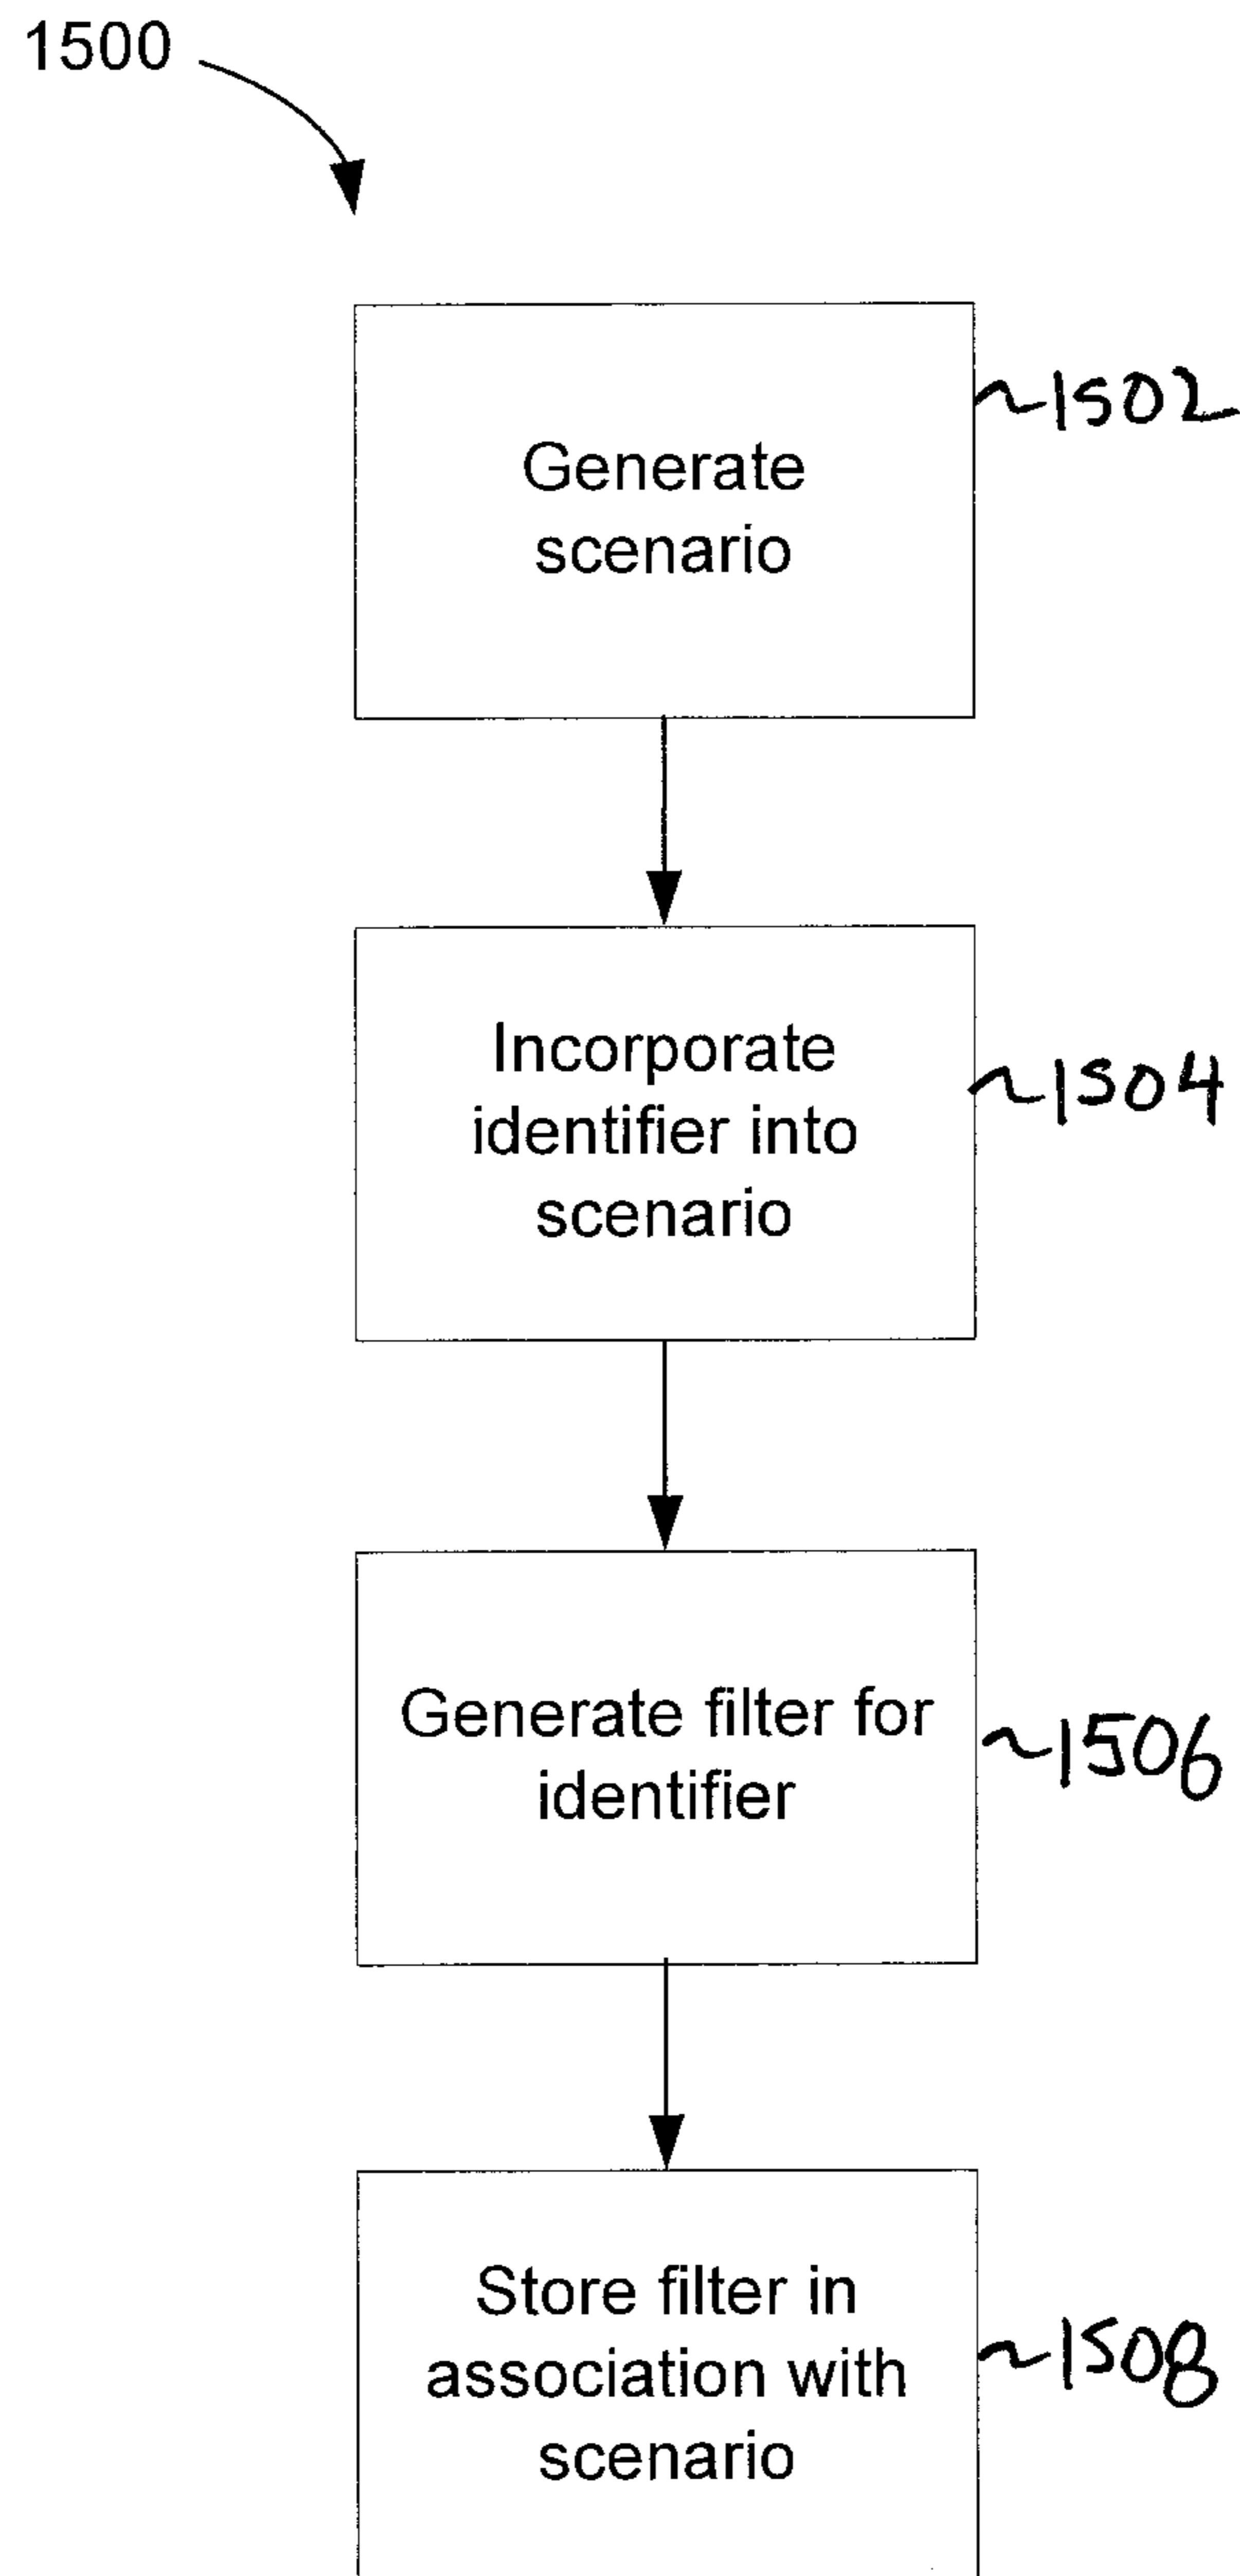 1500
Generate
scenario
~1502
Incorporate
identifier into
scenario
~1504
Generate filter for
identifier
~1506
Store filter in
association with
scenario
~1508